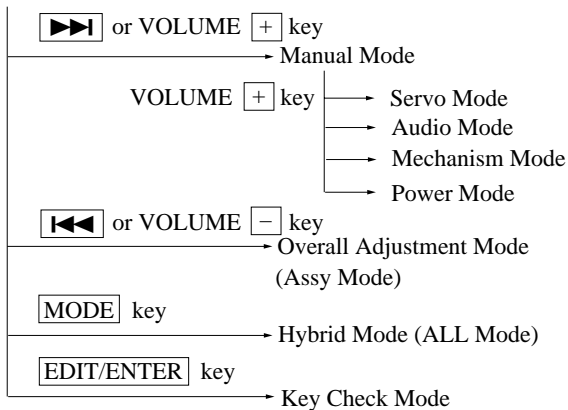 ▶▶I or VOLUME + key
Manual Mode
VOLUME + key
Servo Mode
Audio Mode
Mechanism Mode
Power Mode
I◀◀ or VOLUME − key
Overall Adjustment Mode
(Assy Mode)
MODE key
Hybrid Mode (ALL Mode)
EDIT/ENTER key
Key Check Mode